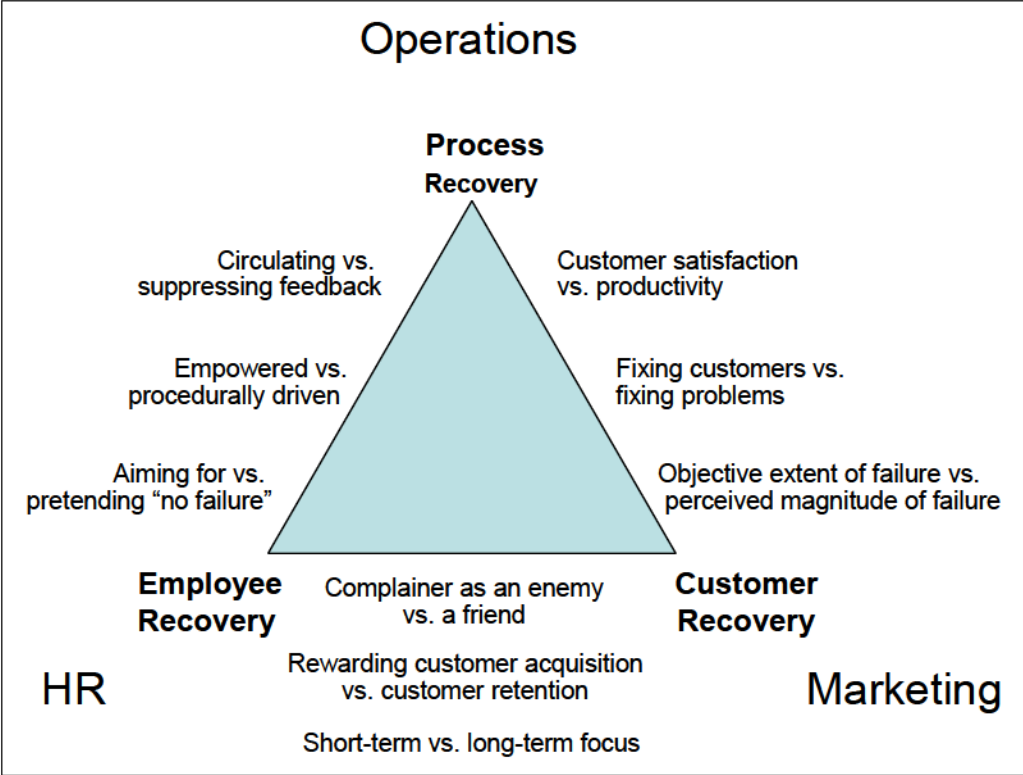 Operations
Process
Recovery
Circulating vs.
suppressing feedback
Customer satisfaction
vs. productivity
Empowered vs.
procedurally driven
Fixing customers vs.
fixing problems
Aiming for vs.
pretending “no failure”
Objective extent of failure vs.
perceived magnitude of failure
Employee
Recovery
Complainer as an enemy
vs. a friend
Customer
Recovery
Rewarding customer acquisition
vs. customer retention
HR
Marketing
Short-term vs. long-term focus